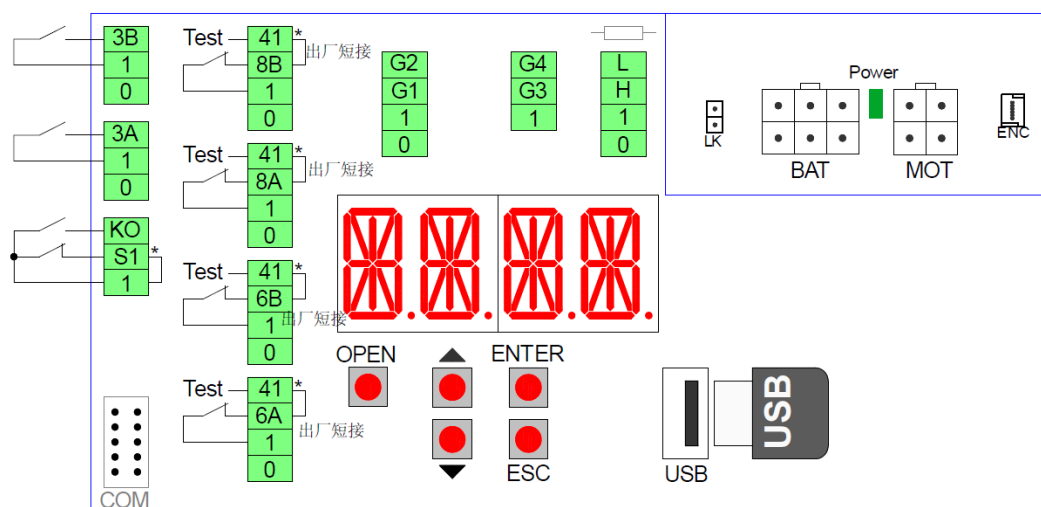 3B
1
0
3A
1
0
KO
S1 *
1
COM
Test 41 *
8B 出厂短接
1
0
Test 41 *
8A 出厂短接
1
0
Test 41 *
6B
1 出厂短接
0
Test 41 *
6A 出厂短接
1
0
G2
G1
1
0
G4
G3
1
L
H
1
0
LK
Power
BAT
MOT
ENC
OPEN
ENTER
ESC
USB
USB